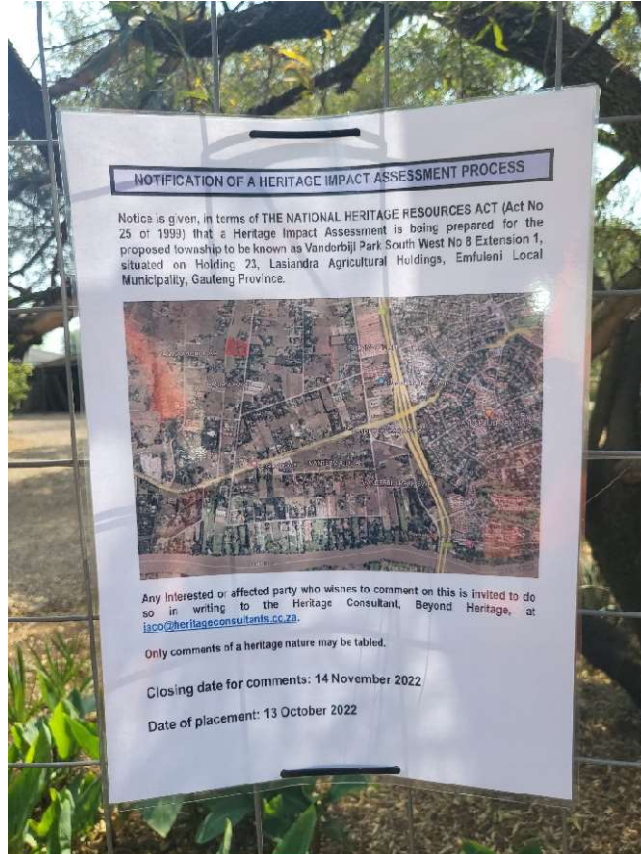 NOTIFICATION OF A HERITAGE IMPACT ASSESSMENT PROCESS
Notice is given, in terms of THE NATIONAL HERITAGE RESOURCES ACT (Act No
25 of 1999) that a Heritage Impact Assessment is being prepared for the
proposed township to be known as Vanderbijl Park South West No 8 Extension 1,
situated on Holding 23, Lasiandra Agricultural Holdings, Emfuleni Local
Municipality, Gauteng Province.
Any interested or affected party who wishes to comment on this is invited to do
so in writing to the Heritage Consultant, Beyond Heritage, at
jaco@heritageconsultants.cc.za.
Only comments of a heritage nature may be tabled.
Closing date for comments: 14 November 2022
Date of placement: 13 October 2022